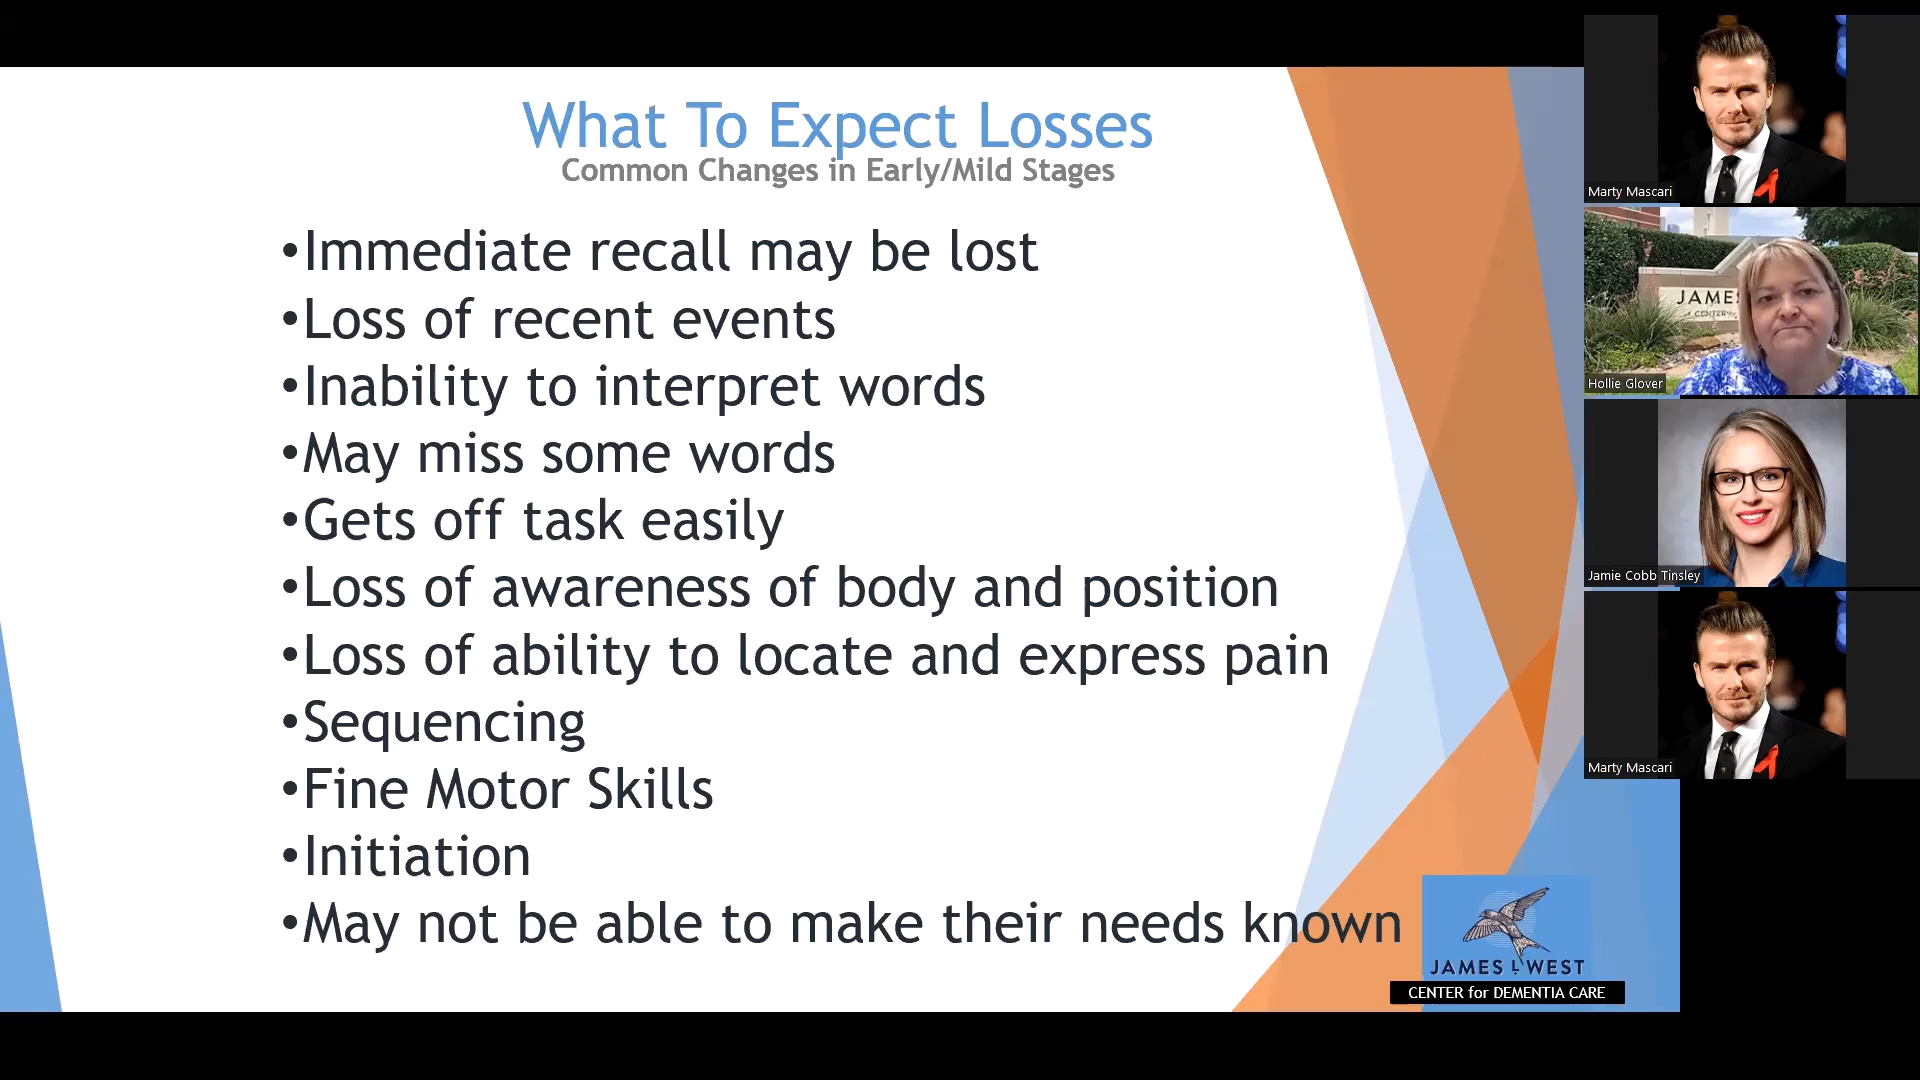 What To Expect Losses
Common Changes in Early/Mild Stages
•Immediate recall may be lost
•Loss of recent events
•Inability to interpret words
•May miss some words
•Gets off task easily
•Loss of awareness of body and position
•Loss of ability to locate and express pain
•Sequencing
•Fine Motor Skills
•Initiation
•May not be able to make their needs known
JAMES L WEST
CENTER for DEMENTIA CARE
Marty Mascari
JAMES
CENTER
Hollie Glover
Jamie Cobb Tinsley
Marty Mascari